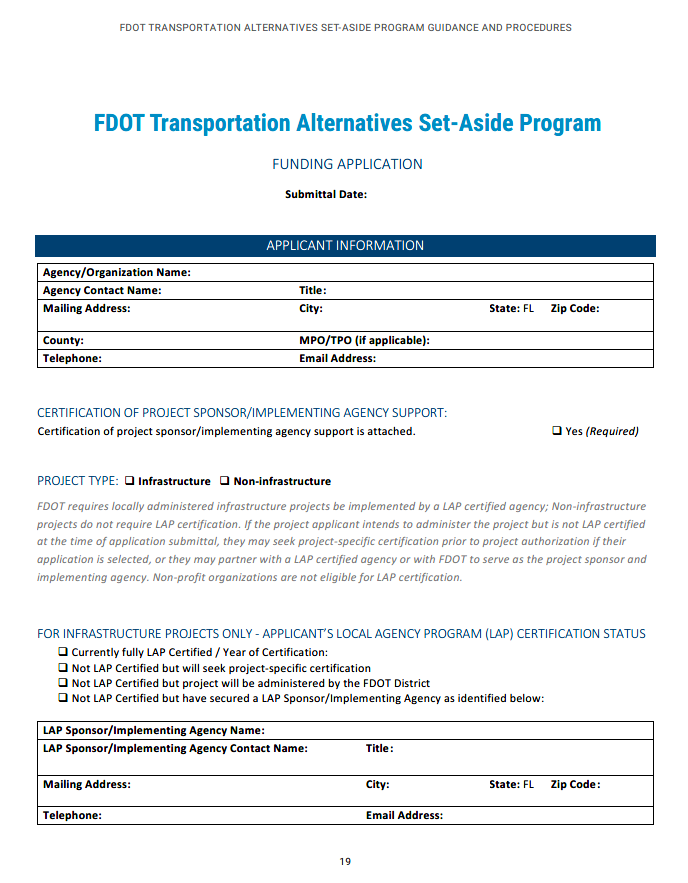 FDOT TRANSPORTATION ALTERNATIVES SET-ASIDE PROGRAM GUIDANCE AND PROCEDURES
FDOT Transportation Alternatives Set-Aside Program
FUNDING APPLICATION
Submittal Date:
APPLICANT INFORMATION
Agency/Organization Name:
Agency Contact Name: Title:
Mailing Address: City: State: FL Zip Code:
County: MPO/TPO (if applicable):
Telephone: Email Address:
CERTIFICATION OF PROJECT SPONSOR/IMPLEMENTING AGENCY SUPPORT:
Certification of project sponsor/implementing agency support is attached. ❑ Yes (Required)
PROJECT TYPE: ❑ Infrastructure ❑ Non-infrastructure
FDOT requires locally administered infrastructure projects be implemented by a LAP certified agency; Non-infrastructure
projects do not require LAP certification. If the project applicant intends to administer the project but is not LAP certified
at the time of application submittal, they may seek project-specific certification prior to project authorization if their
application is selected, or they may partner with a LAP certified agency or with FDOT to serve as the project sponsor and
implementing agency. Non-profit organizations are not eligible for LAP certification.
FOR INFRASTRUCTURE PROJECTS ONLY - APPLICANT'S LOCAL AGENCY PROGRAM (LAP) CERTIFICATION STATUS
❑ Currently fully LAP Certified / Year of Certification:
❑ Not LAP Certified but will seek project-specific certification
❑ Not LAP Certified but project will be administered by the FDOT District
❑ Not LAP Certified but have secured a LAP Sponsor/Implementing Agency as identified below:
LAP Sponsor/Implementing Agency Name:
LAP Sponsor/Implementing Agency Contact Name: Title:
Mailing Address: City: State: FL Zip Code:
Telephone: Email Address:
19